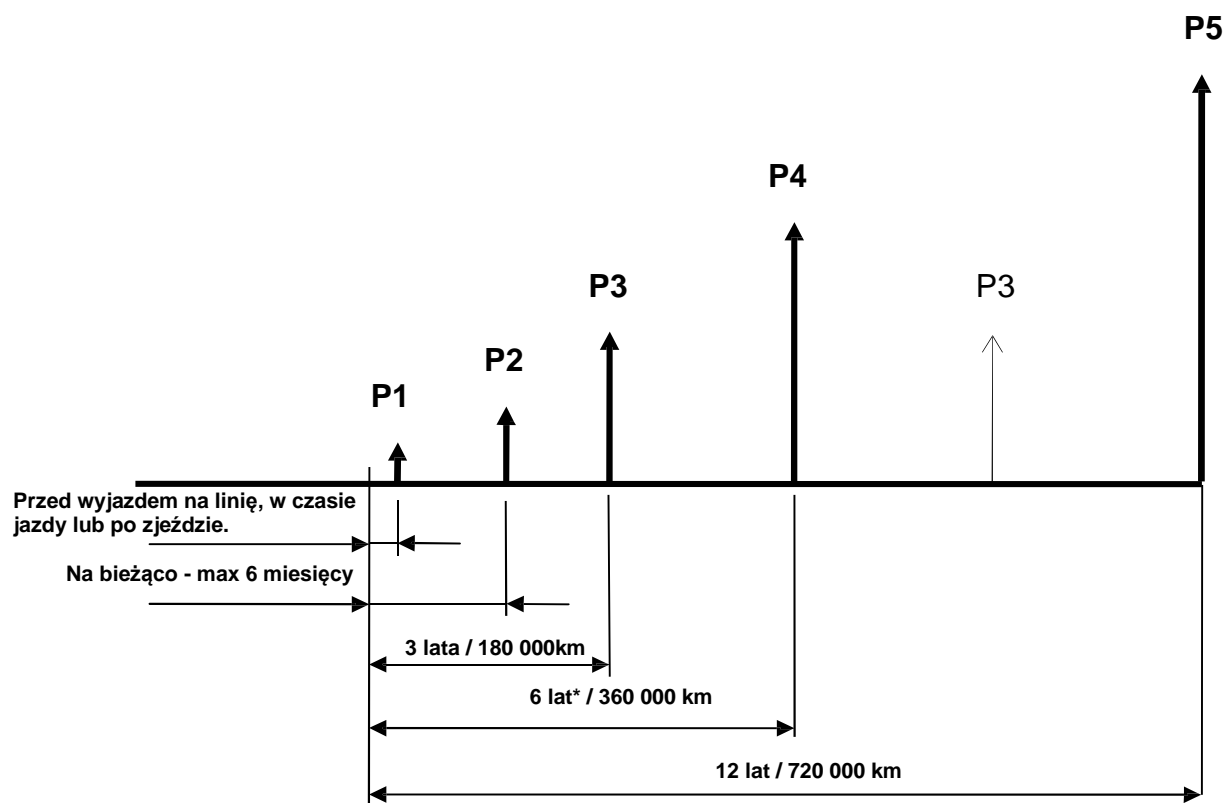 P5
P4
P3
P3
P2
P1
Przed wyjazdem na linię, w czasie
jazdy lub po zjeździe.
Na bieżąco - max 6 miesięcy
3 lata / 180 000km
6 lat* / 360 000 km
12 lat / 720 000 km